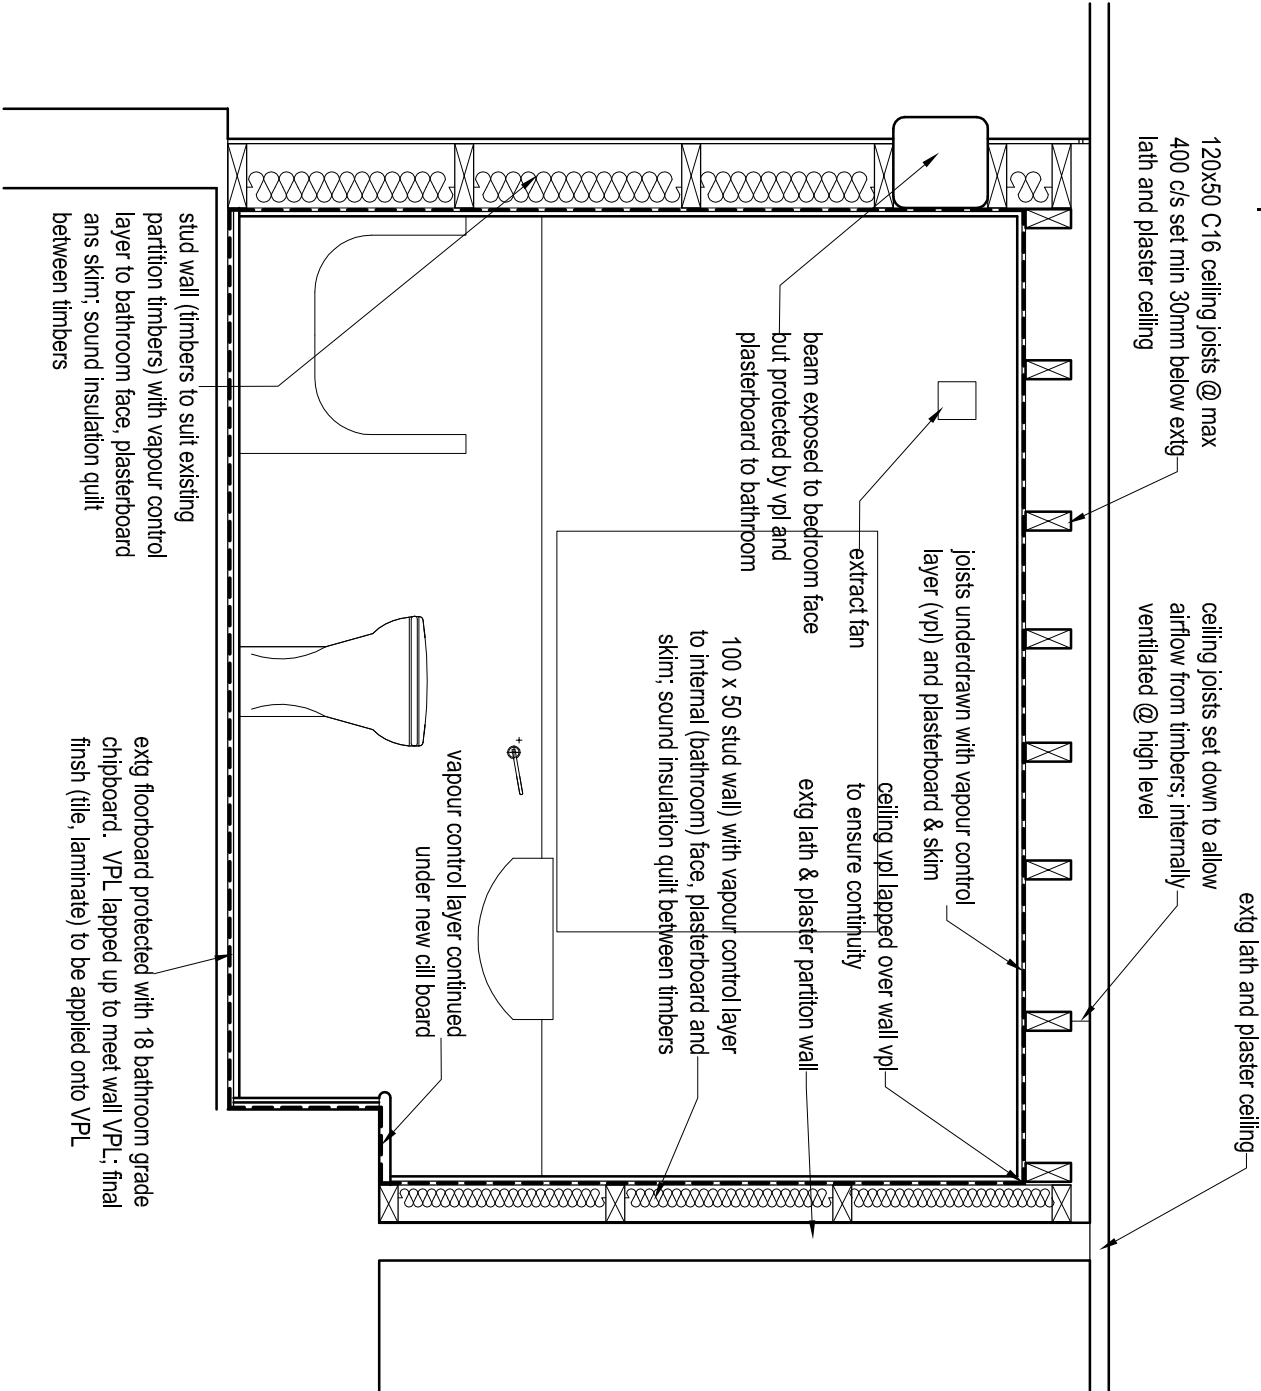 extg lath and plaster ceiling
120x50 C16 ceiling joists @ max
400 c/s set min 30mm below extg
lath and plaster ceiling
ceiling joists set down to allow
airflow from timbers; internally
ventilated @ high level
joists underdrawn with vapour control
layer (vpl) and plasterboard & skim
extract fan
beam exposed to bedroom face
but protected by vpl and
plasterboard to bathroom
ceiling vpl lapped over wall vpl
to ensure continuity
extg lath & plaster partiton wall
100 x 50 stud wall) with vapour control layer
to internal (bathroom) face, plasterboard and
skim; sound insulation quilt between timbers
vapour control layer continued
under new cill board
stud wall (timbers to suit existing
partition timbers) with vapour control
layer to bathroom face, plasterboard
ans skim; sound insulation quilt
between timbers
extg floorboard protected with 18 bathroom grade
chipboard. VPL lapped up to meet wall VPL; final
finsh (tile, laminate) to be applied onto VPL